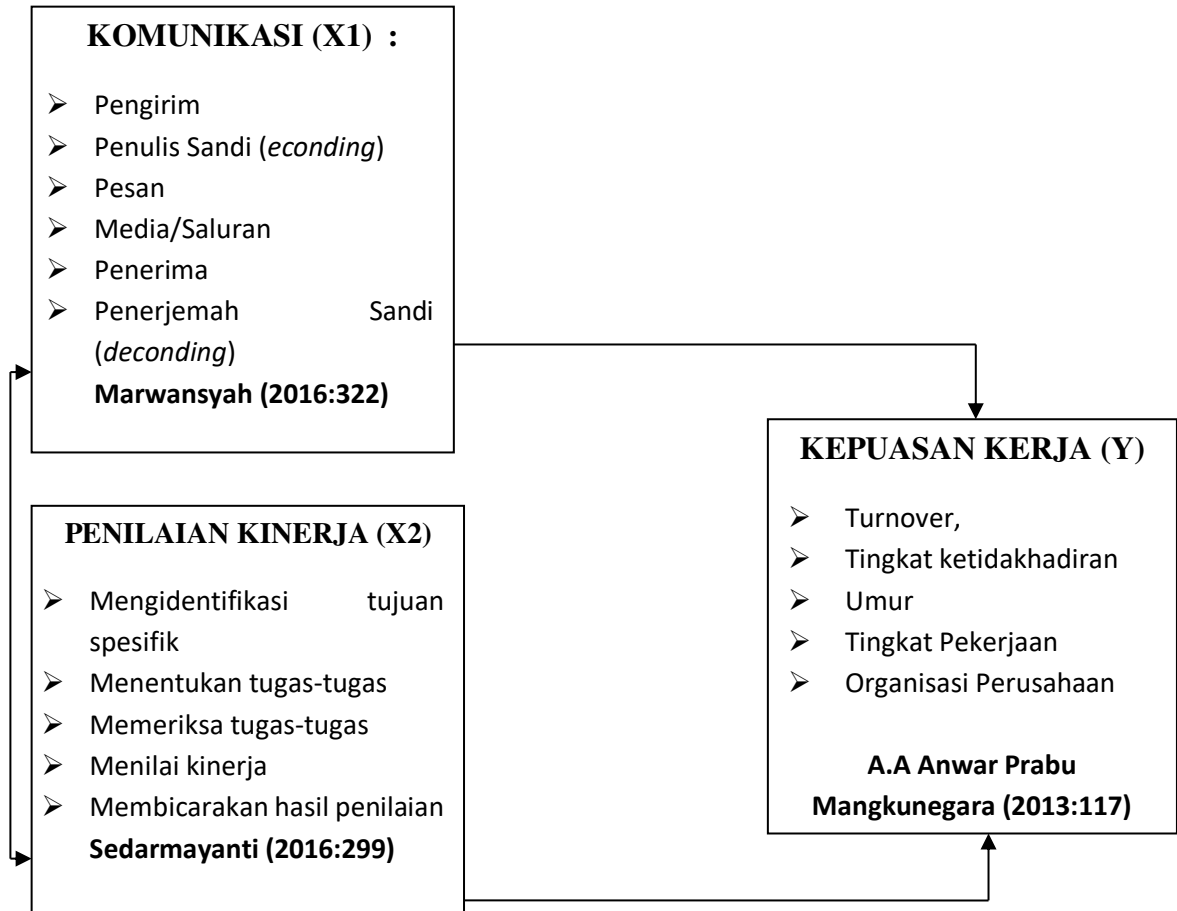 KOMUNIKASI (X1) :
➢ Pengirim
➢ Penulis Sandi (econding)
➢ Pesan
➢ Media/Saluran
➢ Penerima
➢ Penerjemah Sandi
(deconding)
Marwansyah (2016:322)
PENILAIAN KINERJA (X2)
➢ Mengidentifikasi tujuan
spesifik
➢ Menentukan tugas-tugas
➢ Memeriksa tugas-tugas
➢ Menilai kinerja
➢ Membicarakan hasil penilaian
Sedarmayanti (2016:299)
KEPUASAN KERJA (Y)
➢ Turnover,
➢ Tingkat ketidakhadiran
➢ Umur
➢ Tingkat Pekerjaan
➢ Organisasi Perusahaan
A.A Anwar Prabu
Mangkunegara (2013:117)